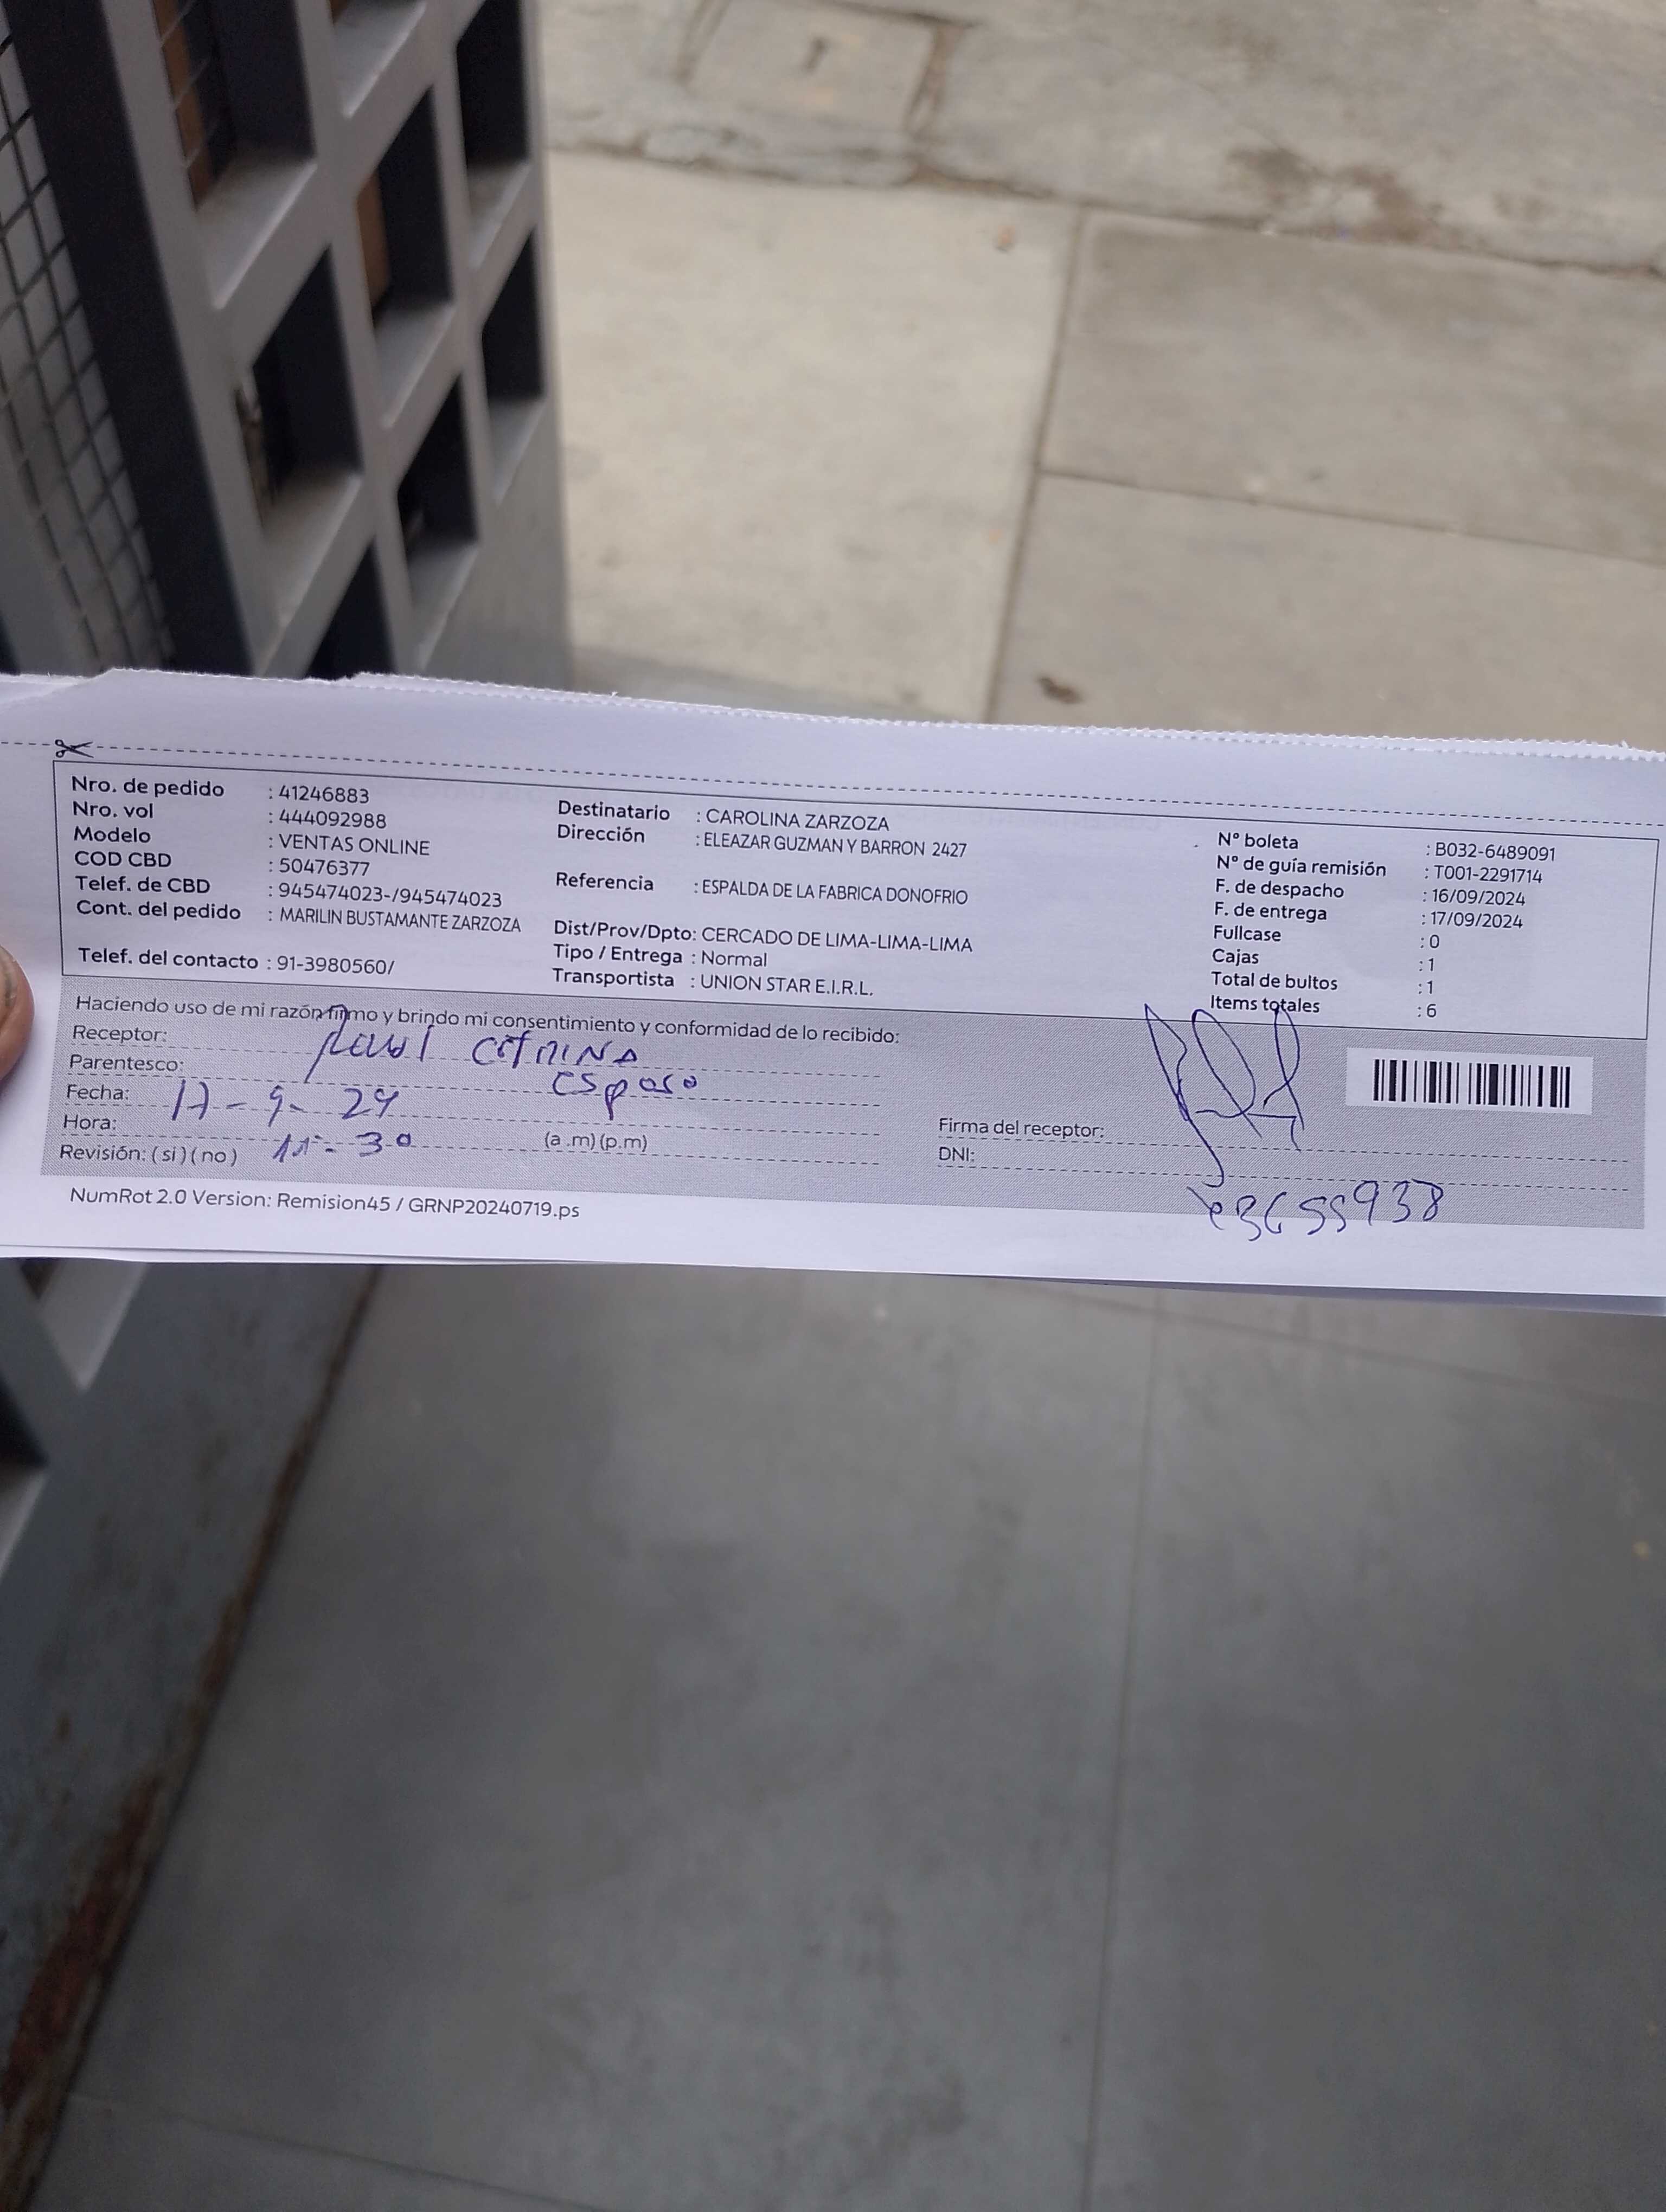 Nro. de pedido : 41246883
Nro. vol : 444092988
Modelo : VENTAS ONLINE
COD CBD : 50476377
Telef. de CBD : 945474023-/945474023
Cont. del pedido : MARILIN BUSTAMANTE ZARZOZA
Telef. del contacto : 91-3980560/
Destinatario : CAROLINA ZARZOZA
Dirección : ELEAZAR GUZMAN Y BARRON 2427
Referencia : ESPALDA DE LA FABRICA DONOFRIO
Dist/Prov/Dpto: CERCADO DE LIMA-LIMA-LIMA
Tipo / Entrega : Normal
Transportista : UNION STAR E.I.R.L.
N° boleta : B032-6489091
N° de guía remisión : T001-2291714
F. de despacho : 16/09/2024
F. de entrega : 17/09/2024
Fullcase : 0
Cajas : 1
Total de bultos : 1
Items totales : 6
Haciendo uso de mi razón firmo y brindo mi consentimiento y conformidad de lo recibido:
Receptor:
Parentesco: esposo
Fecha: 17-9-24
Hora: (a .m) (p.m)
Revisión: ( si ) ( no )
Firma del receptor:
DNI:
NumRot 2.0 Version: Remision45 / GRNP20240719.ps